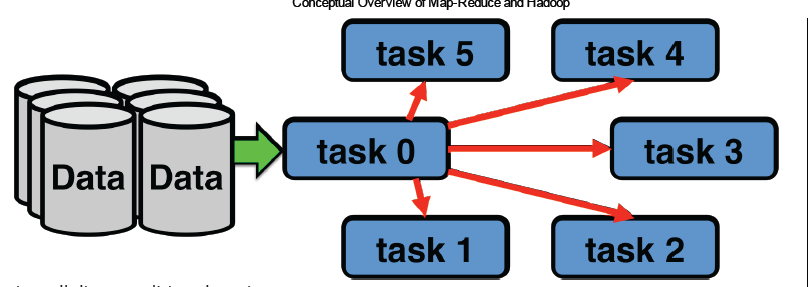 Conceptual Overview of Map-Reduce and Hadoop
task 5
task 4
Data
Data
task 0
task 3
task 1
task 2